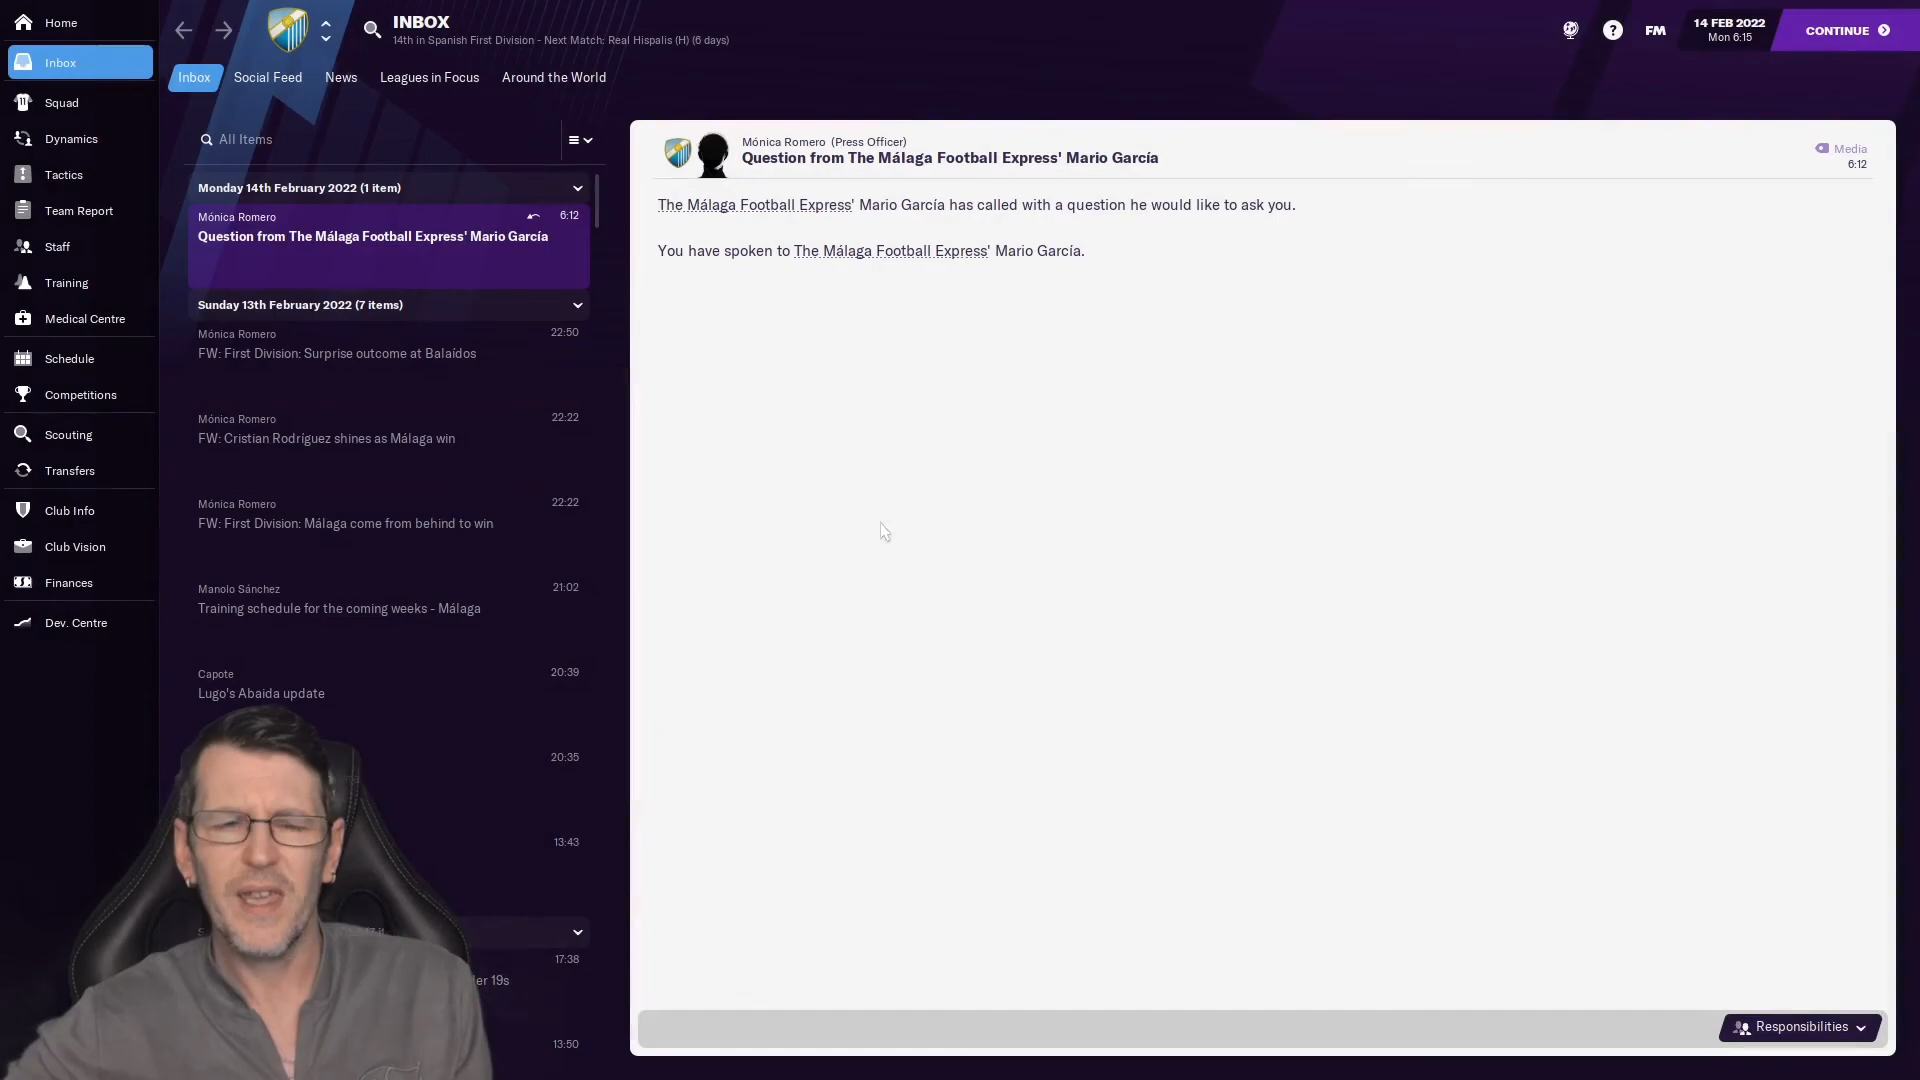 Home
Inbox
Squad
Dynamics
Tactics
Team Report
Staff
Training
Medical Centre
Schedule
Competitions
Scouting
Transfers
Club Info
Club Vision
Finances
Dev. Centre
INBOX
14th in Spanish First Division - Next Match: Real Hispalis (H) (6 days)
FM
14 FEB 2022
Mon 6:15
CONTINUE
Inbox Social Feed News Leagues in Focus Around the World
All Items
Monday 14th February 2022 (1 item)
Mónica Romero 6:12
Question from The Málaga Football Express' Mario García
Sunday 13th February 2022 (7 items)
Mónica Romero 22:50
FW: First Division: Surprise outcome at Balaídos
Mónica Romero 22:22
FW: Cristian Rodríguez shines as Málaga win
Mónica Romero 22:22
FW: First Division: Málaga come from behind to win
Manolo Sánchez 21:02
Training schedule for the coming weeks - Málaga
Capote 20:39
Lugo's Abaida update
20:35
13:43
17:38
er 19s
13:50
Mónica Romero (Press Officer)
Question from The Málaga Football Express' Mario García
Media
6:12
The Málaga Football Express' Mario García has called with a question he would like to ask you.
You have spoken to The Málaga Football Express' Mario García.
Responsibilities